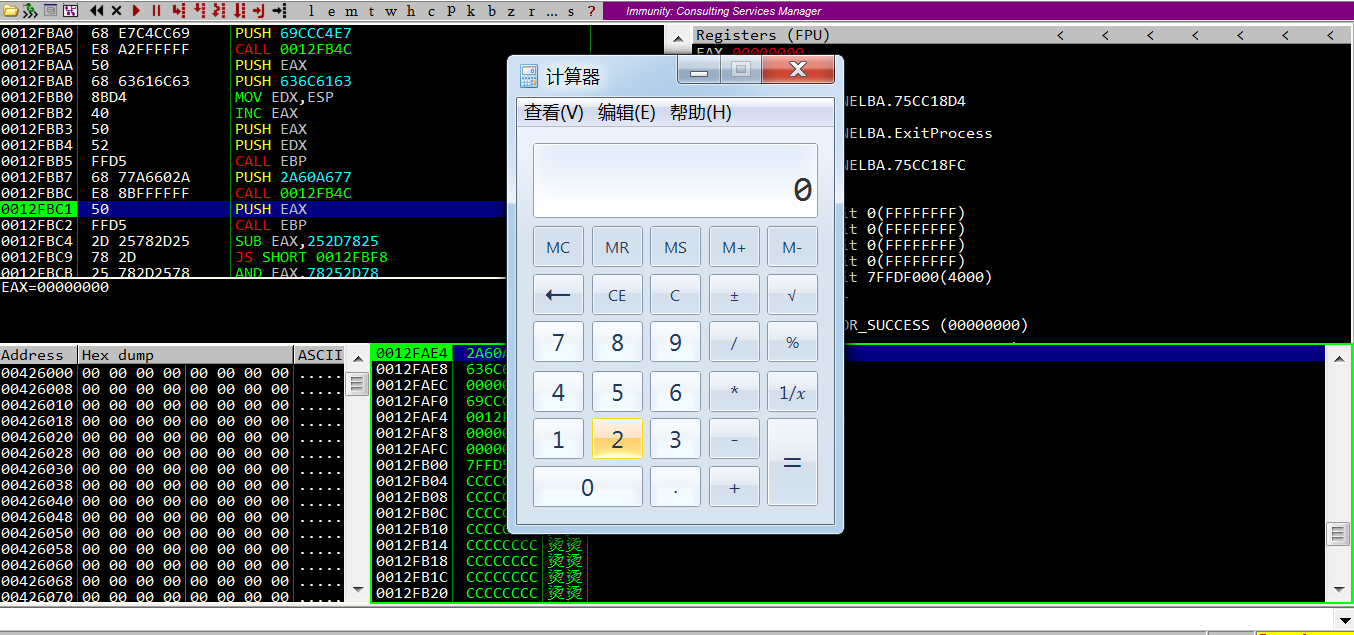 l e m t w h c P k b z r ... s ? Immunity: Consulting Services Manager
0012FBA0 68 E7C4CC69 PUSH 69CCC4E7
0012FBA5 E8 A2FFFFFF CALL 0012FB4C
0012FBAA 50 PUSH EAX
0012FBAB 68 63616C63 PUSH 636C6163
0012FBB0 8BD4 MOV EDX,ESP
0012FBB2 40 INC EAX
0012FBB3 50 PUSH EAX
0012FBB4 52 PUSH EDX
0012FBB5 FFD5 CALL EBP
0012FBB7 68 77A6602A PUSH 2A60A677
0012FBBC E8 8BFFFFFF CALL 0012FB4C
0012FBC1 50 PUSH EAX
0012FBC2 FFD5 CALL EBP
0012FBC4 2D 25782D25 SUB EAX,252D7825
0012FBC9 78 2D JS SHORT 0012FBF8
0012FBCB 25 782D2578 AND EAX,78252D78
EAX=00000000
Registers (FPU) < < < < < < <
EAX 00000000
NELBA.75CC18D4
NELBA.ExitProcess
NELBA.75CC18FC
it 0(FFFFFFFF)
it 0(FFFFFFFF)
it 0(FFFFFFFF)
it 0(FFFFFFFF)
it 7FFDF000(4000)
OR_SUCCESS (00000000)
计算器
查看(V) 编辑(E) 帮助(H)
0
MC MR MS M+ M-
← CE C ± √
7 8 9 / %
4 5 6 * 1/x
1 2 3 -
=
0 . +
Address Hex dump ASCII
00426000 00 00 00 00 00 00 00 00 .....
00426008 00 00 00 00 00 00 00 00 .....
00426010 00 00 00 00 00 00 00 00 .....
00426018 00 00 00 00 00 00 00 00 .....
00426020 00 00 00 00 00 00 00 00 .....
00426028 00 00 00 00 00 00 00 00 .....
00426030 00 00 00 00 00 00 00 00 .....
00426038 00 00 00 00 00 00 00 00 .....
00426040 00 00 00 00 00 00 00 00 .....
00426048 00 00 00 00 00 00 00 00 .....
00426050 00 00 00 00 00 00 00 00 .....
00426058 00 00 00 00 00 00 00 00 .....
00426060 00 00 00 00 00 00 00 00 .....
00426068 00 00 00 00 00 00 00 00 .....
00426070 00 00 00 00 00 00 00 00 .....
0012FAE4 2A60A
0012FAE8 636C6
0012FAEC 00000
0012FAF0 69CCC
0012FAF4 0012F
0012FAF8 00000
0012FAFC 00000
0012FB00 7FFD5
0012FB04 CCCCC
0012FB08 CCCCC
0012FB0C CCCCC
0012FB10 CCCCC
0012FB14 CCCCCCCC 烫烫
0012FB18 CCCCCCCC 烫烫
0012FB1C CCCCCCCC 烫烫
0012FB20 CCCCCCCC 烫烫